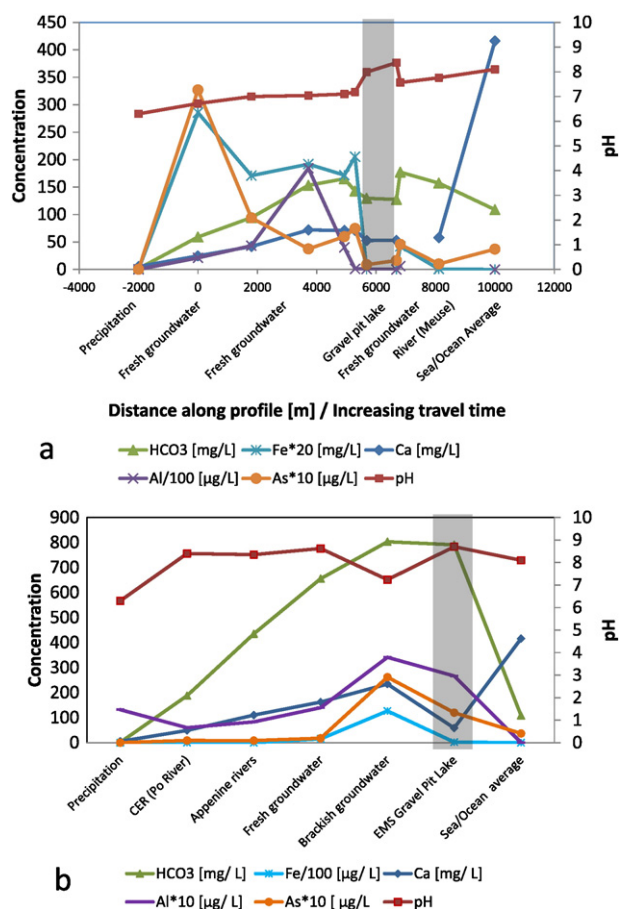 450
400
350
300
250
200
150
100
50
0
Concentration
10
9
8
7
6
5
4
3
2
1
0
pH
-4000 -2000 0 2000 4000 6000 8000 10000 12000
Precipitation
Fresh groundwater
Fresh groundwater
Gravel pit lake
Fresh groundwater
River (Meuse)
Sea/Ocean Average
Distance along profile [m] / Increasing travel time
a
HCO3 [mg/L] Fe*20 [mg/L] Ca [mg/L]
Al/100 [µg/L] As*10 [µg/L] pH
900
800
700
600
500
400
300
200
100
0
Concentration
10
9
8
7
6
5
4
3
2
1
0
pH
Precipitation
CER (Po River)
Appenine rivers
Fresh groundwater
Brackish groundwater
EMS Gravel Pit Lake
Sea/Ocean average
b
HCO3 [mg/ L] Fe/100 [µg/ L] Ca [mg/ L]
Al*10 [µg/ L] As*10 [ µg/L pH